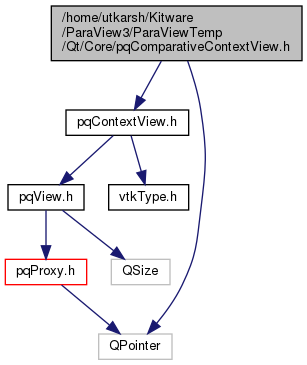 /home/utkarsh/Kitware
/ParaView3/ParaViewTemp
/Qt/Core/pqComparativeContextView.h
pqContextView.h
pqView.h
vtkType.h
pqProxy.h
QSize
QPointer